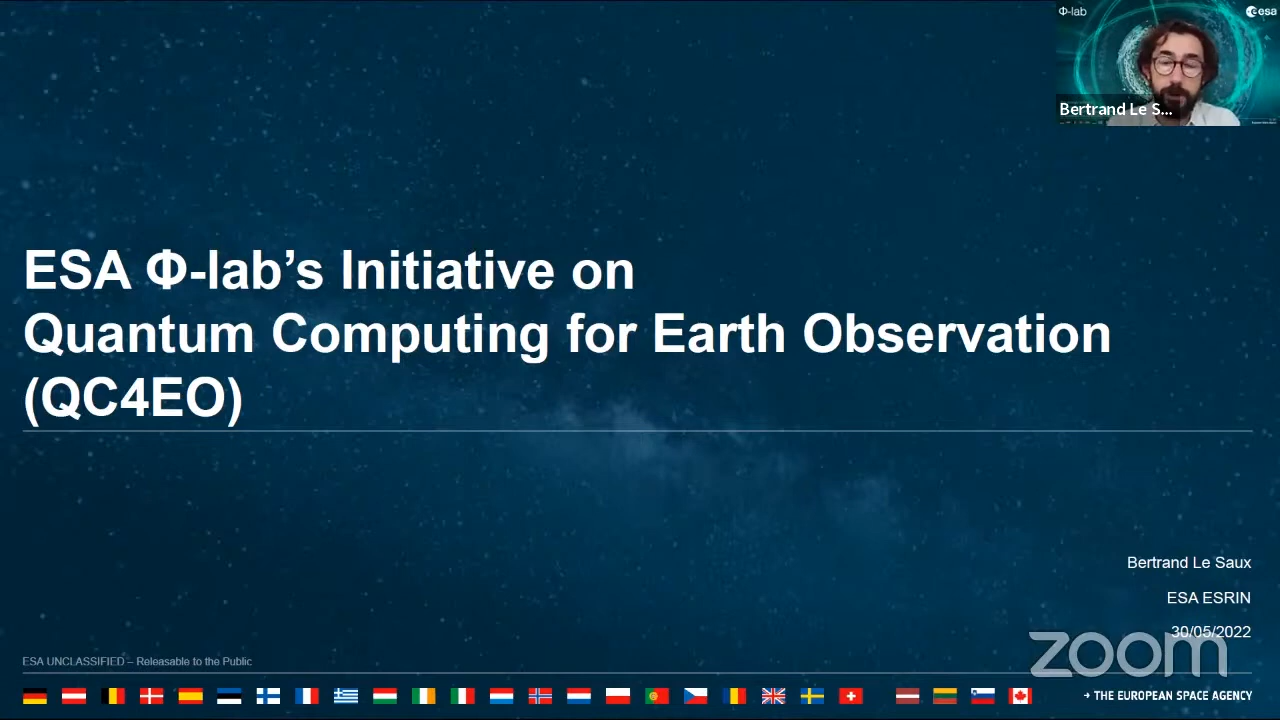 Φ-lab
esa
Bertrand Le S...
ESA Φ-lab’s Initiative on
Quantum Computing for Earth Observation
(QC4EO)
Bertrand Le Saux
ESA ESRIN
30/05/2022
zoom
ESA UNCLASSIFIED – Releasable to the Public
→ THE EUROPEAN SPACE AGENCY